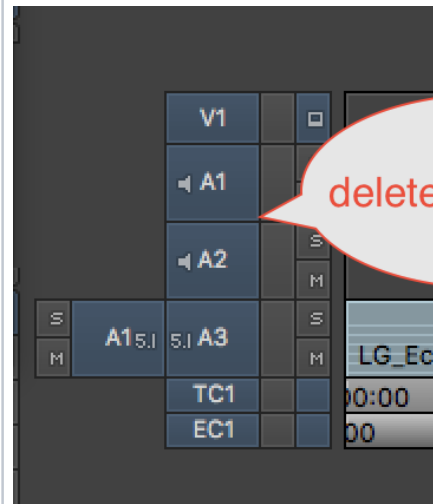 V1
A1
delete
A2
S
M
S
A1 5.1
5.1 A3
S
M
M
LG_Ec
TC1
00:00
EC1
00